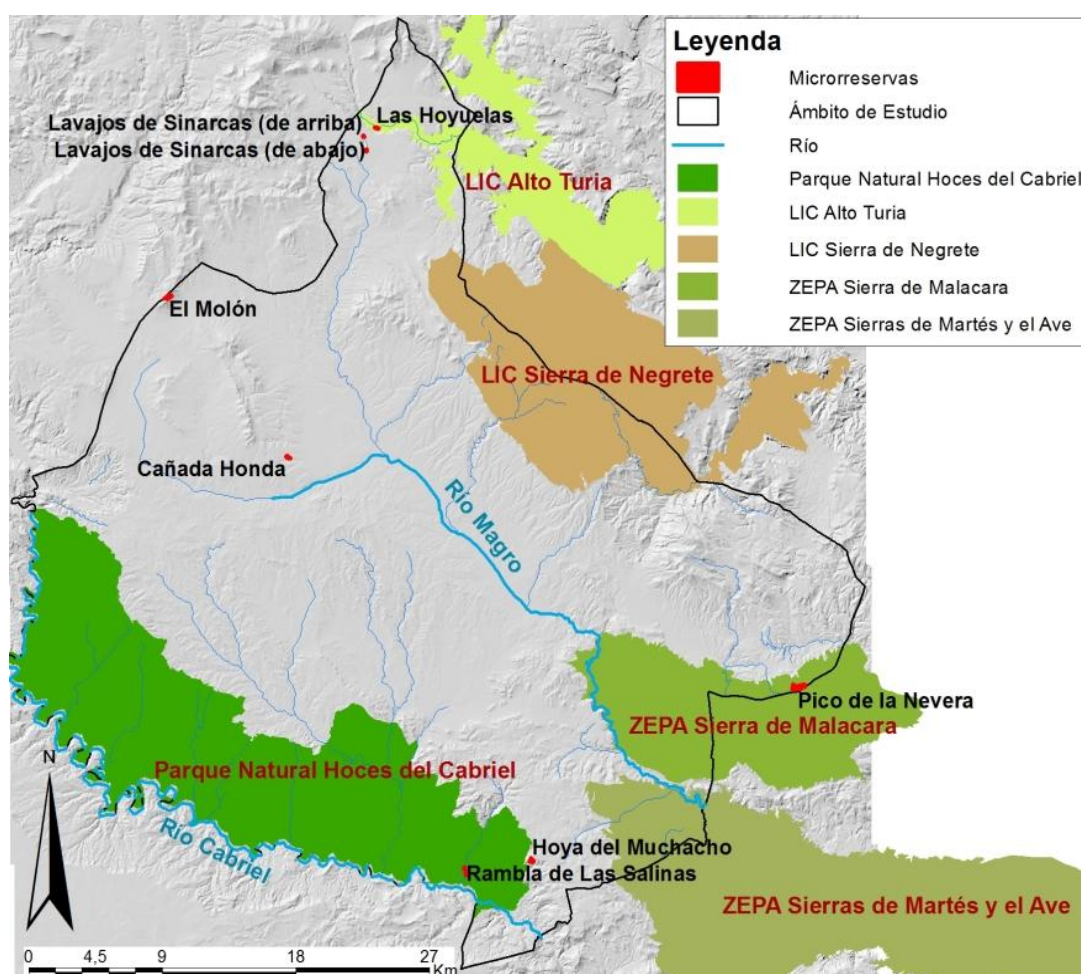 Leyenda
Microrreservas
Ámbito de Estudio
Río
Parque Natural Hoces del Cabriel
LIC Alto Turia
LIC Sierra de Negrete
ZEPA Sierra de Malacara
ZEPA Sierras de Martés y el Ave
Las Hoyuelas
Lavajos de Sinarcas (de arriba)
Lavajos de Sinarcas (de abajo)
LIC Alto Turia
El Molón
LIC Sierra de Negrete
Cañada Honda
Río Magro
Pico de la Nevera
ZEPA Sierra de Malacara
Parque Natural Hoces del Cabriel
N
Río Cabriel
Hoya del Muchacho
Rambla de Las Salinas
ZEPA Sierras de Martés y el Ave
0 4,5 9 18 27
Km